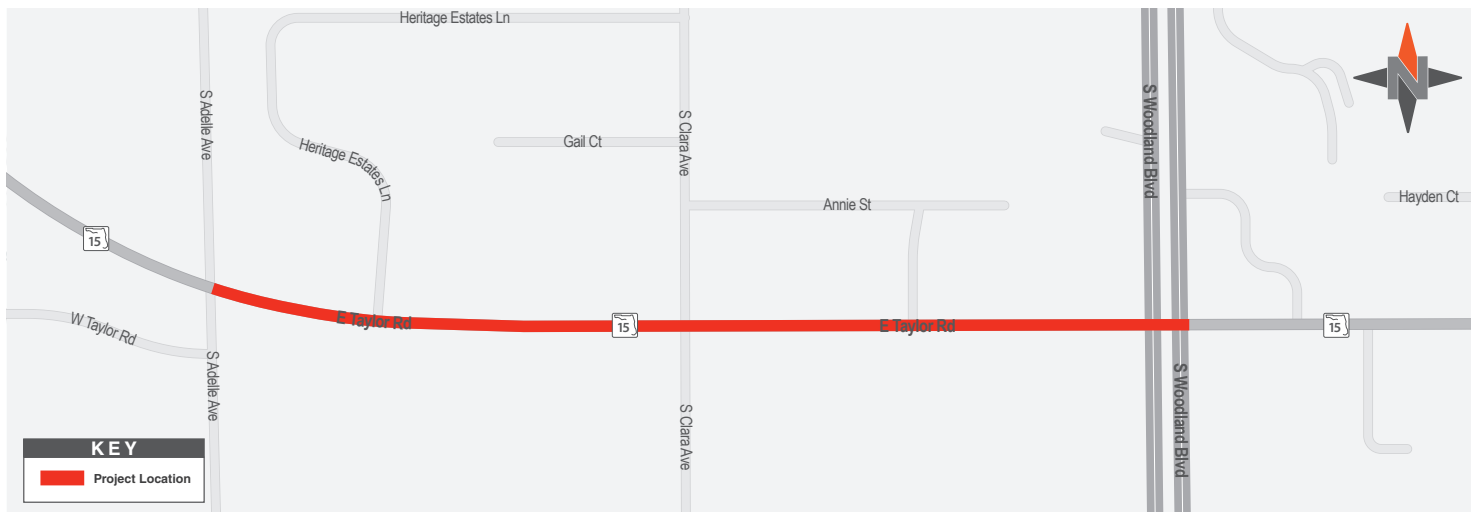 Heritage Estates Ln
N
S Adelle Ave
S Clara Ave
S Woodland Blvd
Gail Ct
Heritage Estates Ln
Annie St
Hayden Ct
15
W Taylor Rd
E Taylor Rd
15
E Taylor Rd
15
S Adelle Ave
S Clara Ave
S Woodland Blvd
KEY
Project Location